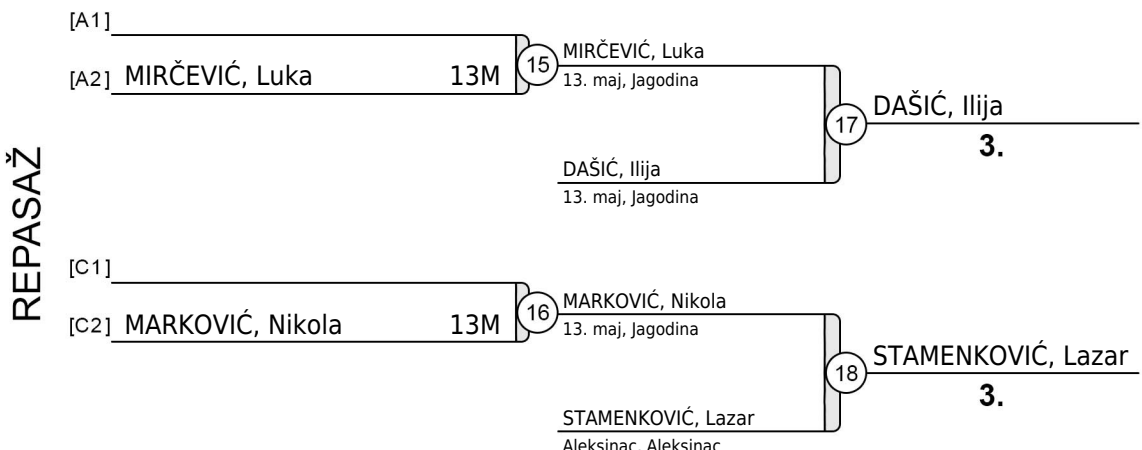 REPASAŽ
[A1]
[A2] MIRČEVIĆ, Luka 13M
15
MIRČEVIĆ, Luka
13. maj, Jagodina
DAŠIĆ, Ilija
13. maj, Jagodina
17
DAŠIĆ, Ilija
3.
[C1]
[C2] MARKOVIĆ, Nikola 13M
16
MARKOVIĆ, Nikola
13. maj, Jagodina
STAMENKOVIĆ, Lazar
Aleksinac, Aleksinac
18
STAMENKOVIĆ, Lazar
3.